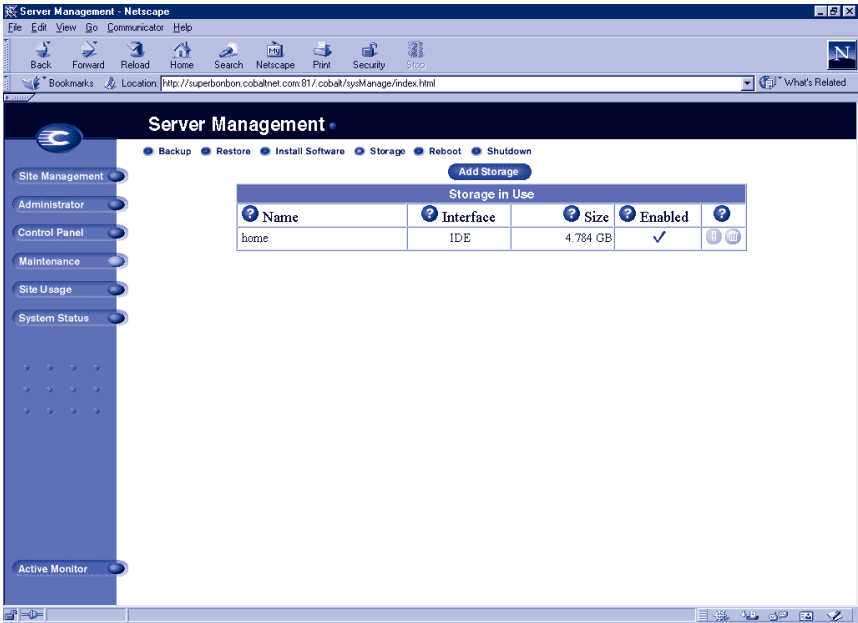 Server Management - Netscape
File Edit View Go Communicator Help
Back Forward Reload Home Search Netscape Print Security Stop
Bookmarks Location: http://superbonbon.cobaltnet.com:81/.cobalt/sysManage/index.html What's Related
Server Management
Backup Restore Install Software Storage Reboot Shutdown
Add Storage
Site Management
Administrator
Control Panel
Maintenance
Site Usage
System Status
Active Monitor
Storage in Use
? Name ? Interface ? Size ? Enabled ?
home IDE 4.784 GB